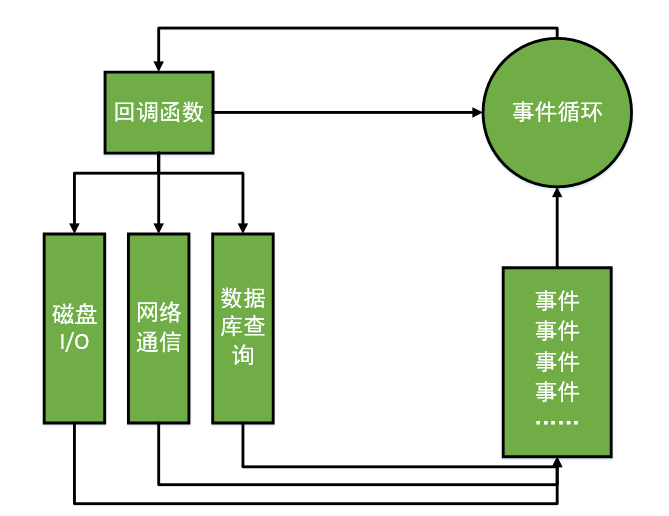 回调函数
事件循环
磁盘
I/O
网络
通信
数据
库查
询
事件
事件
事件
事件
......